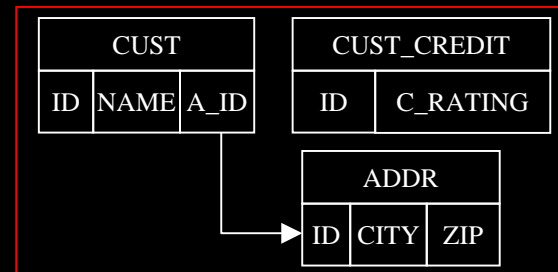 CUST
ID NAME A_ID
CUST_CREDIT
ID C_RATING
ADDR
ID CITY ZIP